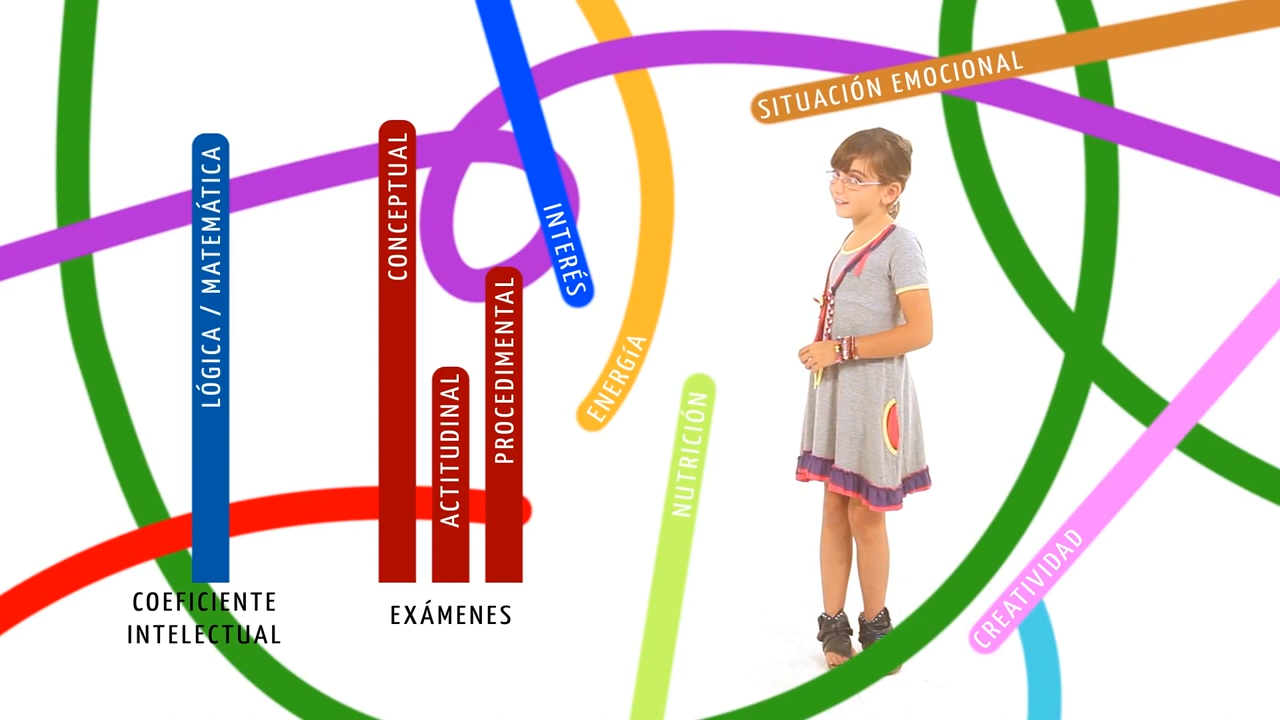 SITUACIÓN EMOCIONAL
LÓGICA / MATEMÁTICA
CONCEPTUAL
INTERÉS
PROCEDIMENTAL
ENERGíA
ACTITUDINAL
NUTRICIÓN
CREATIVIDAD
COEFICIENTE
INTELECTUAL
EXÁMENES